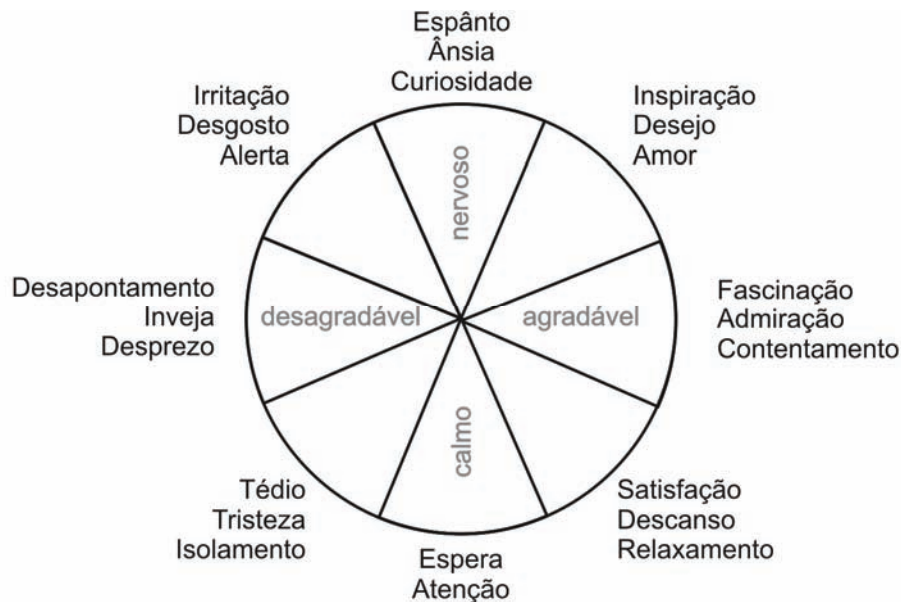 Espânto
Ânsia
Curiosidade
Irritação
Desgosto
Alerta
Inspiração
Desejo
Amor
nervoso
Desapontamento
Inveja
Desprezo
desagradável
agradável
Fascinação
Admiração
Contentamento
calmo
Tédio
Tristeza
Isolamento
Espera
Atenção
Satisfação
Descanso
Relaxamento